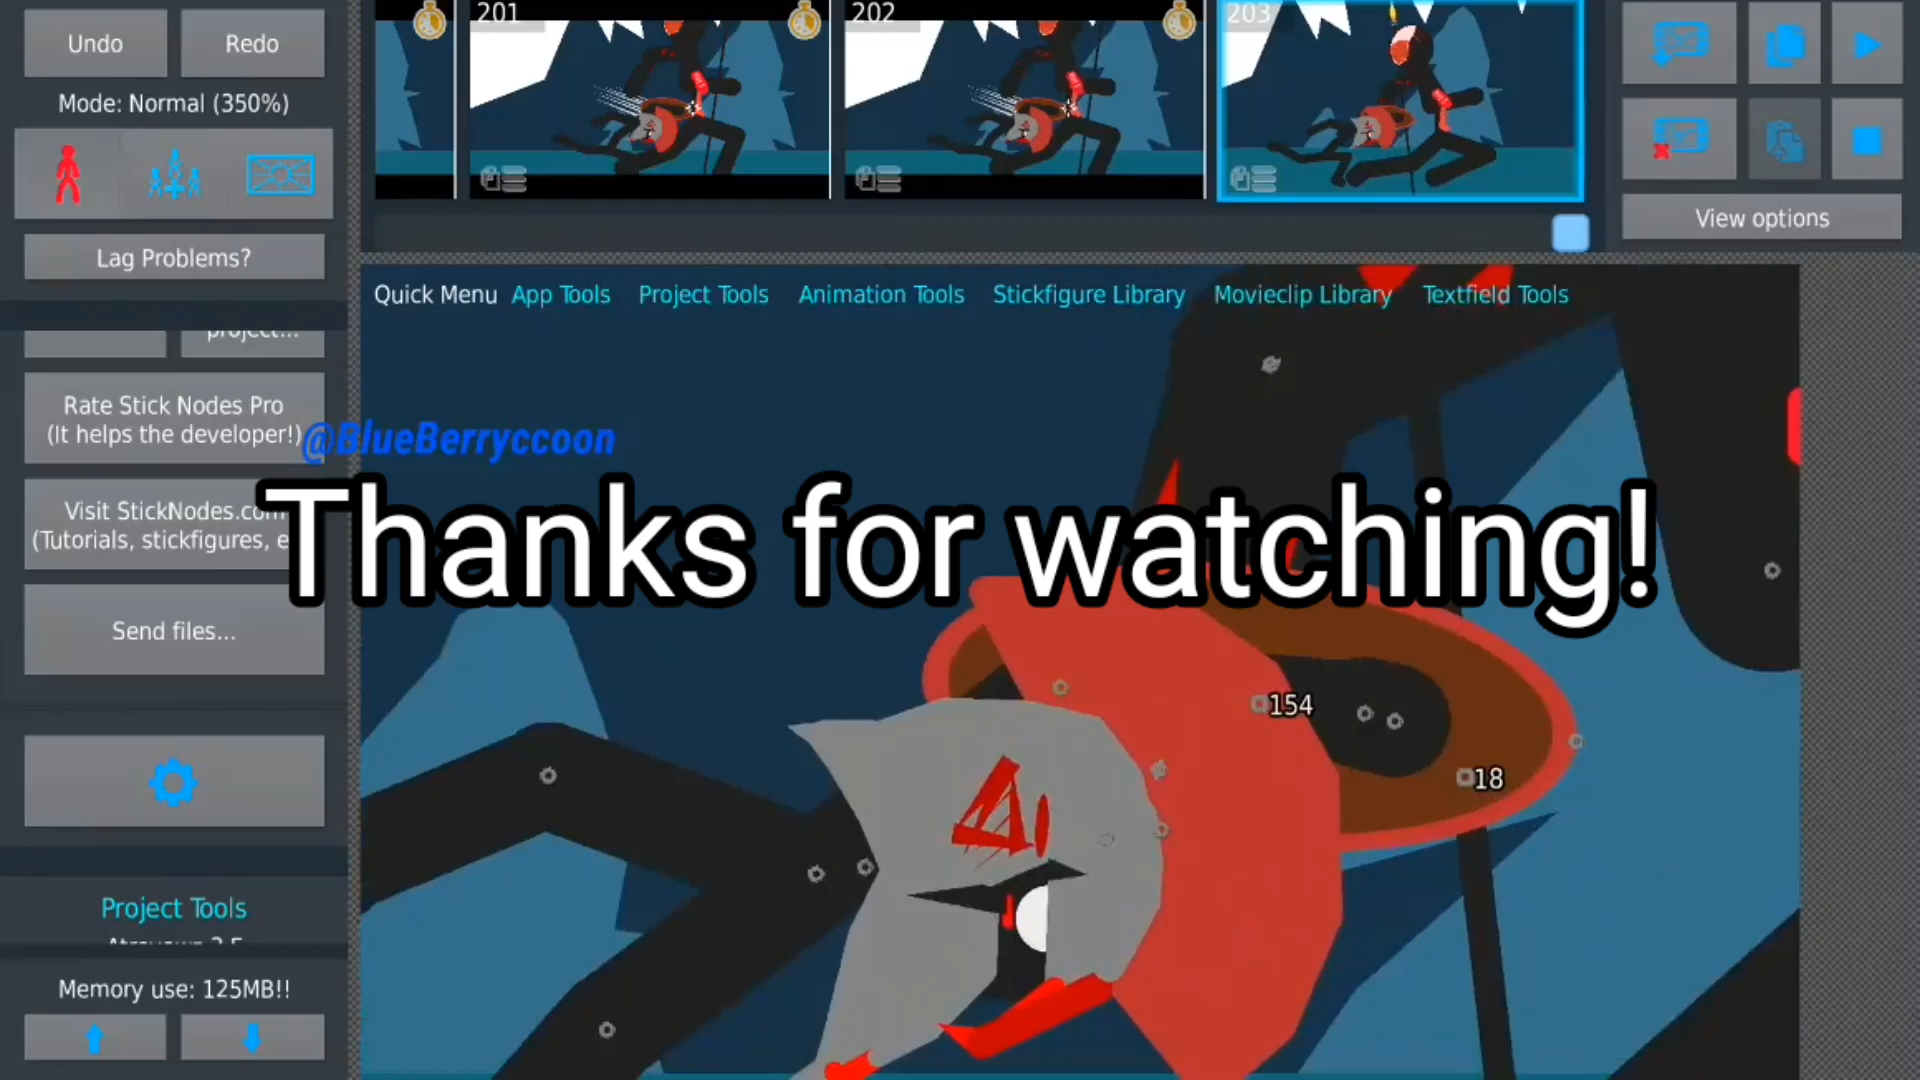 201
202
203
Undo
Redo
Mode: Normal (350%)
Lag Problems?
View options
Quick Menu
App Tools
Project Tools
Animation Tools
Stickfigure Library
Movieclip Library
Textfield Tools
project...
Rate Stick Nodes Pro
(It helps the developer!)
@BlueBerryccoon
Thanks for watching!
Visit StickNodes.com
(Tutorials, stickfigures, e
Send files...
154
18
Project Tools
Memory use: 125MB!!